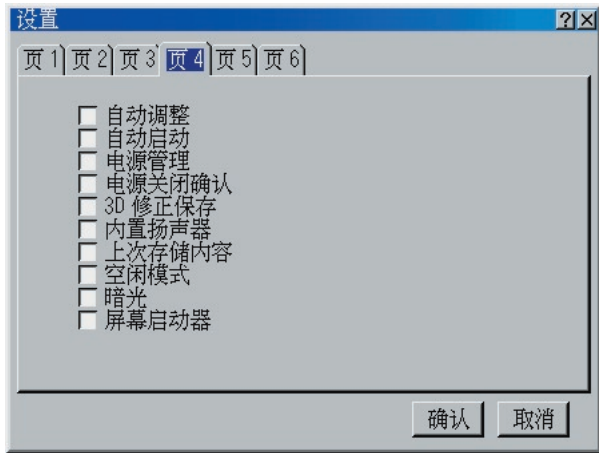 设置
页 1 页 2 页 3 页 4 页 5 页 6
自动调整
自动启动
电源管理
电源关闭确认
3D 修正保存
内置扬声器
上次存储内容
空闲模式
暗光
屏幕启动器
确认 取消